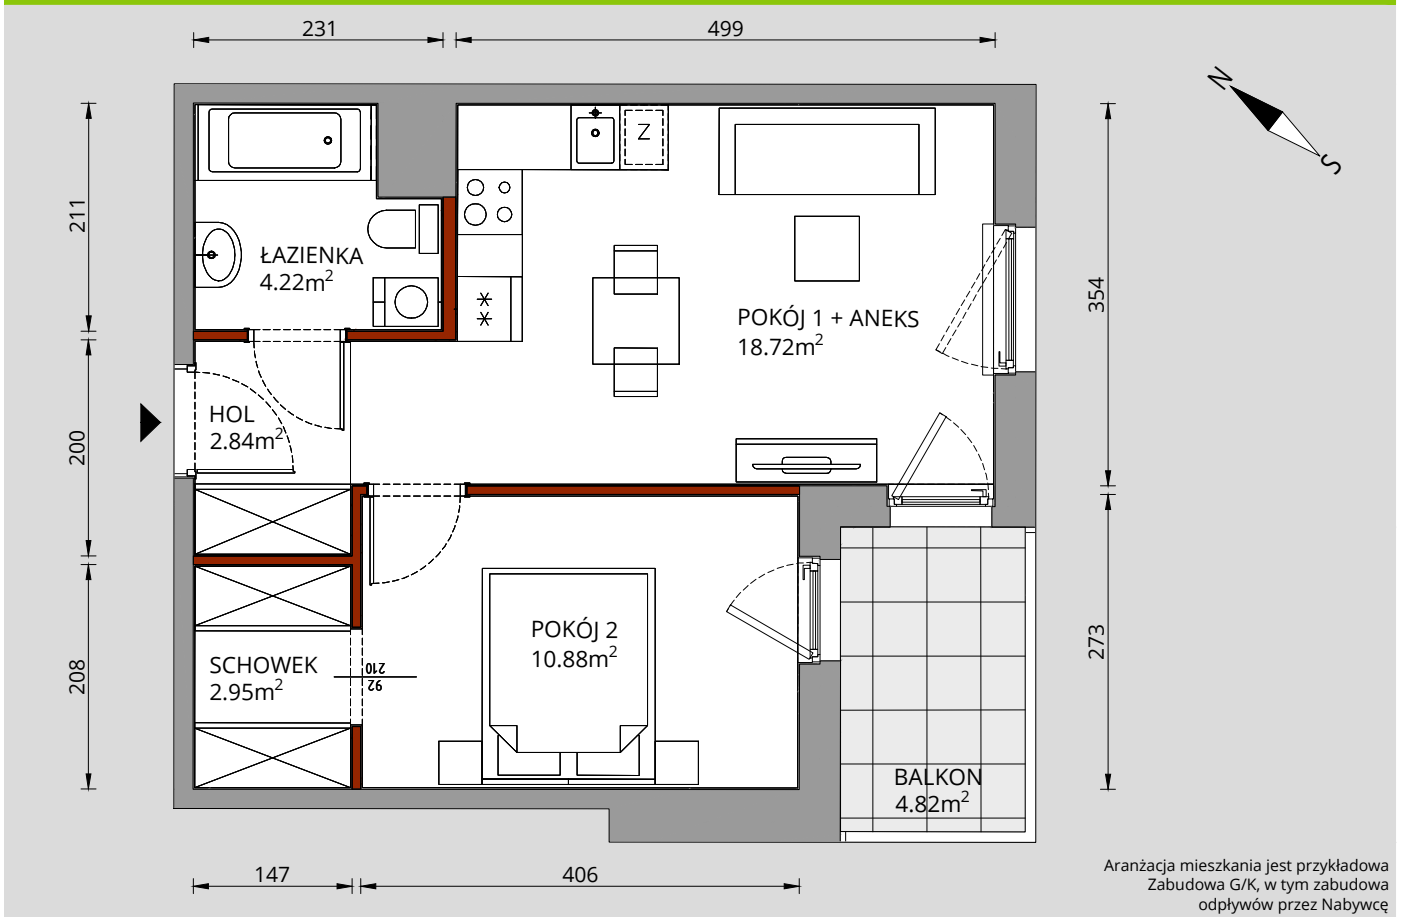 231
499
N
S
211
200
208
354
273
Z
ŁAZIENKA
4.22m²
POKÓJ 1 + ANEKS
18.72m²
HOL
2.84m²
SCHOWEK
2.95m²
210
92
POKÓJ 2
10.88m²
BALKON
4.82m²
147
406
Aranżacja mieszkania jest przykładowa
Zabudowa G/K, w tym zabudowa
odpływów przez Nabywcę